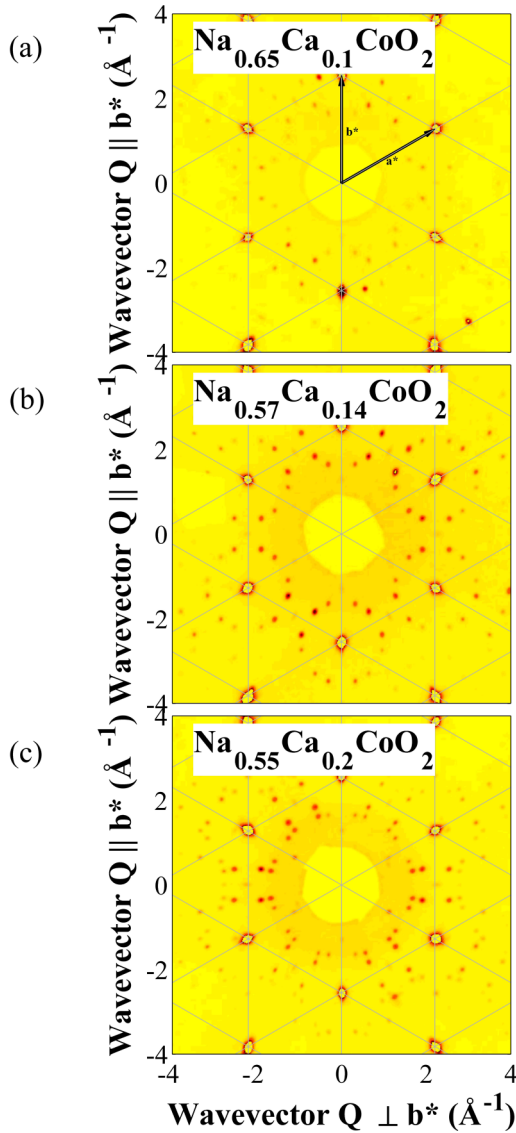 (a)
Na0.65Ca0.1CoO2
Wavevector Q || b* (Å-1)
4
2
0
-2
-4
b*
a*
(b)
Na0.57Ca0.14CoO2
Wavevector Q || b* (Å-1)
4
2
0
-2
-4
(c)
Na0.55Ca0.2CoO2
Wavevector Q || b* (Å-1)
4
2
0
-2
-4
-4 -2 0 2 4
Wavevector Q ⊥ b* (Å-1)